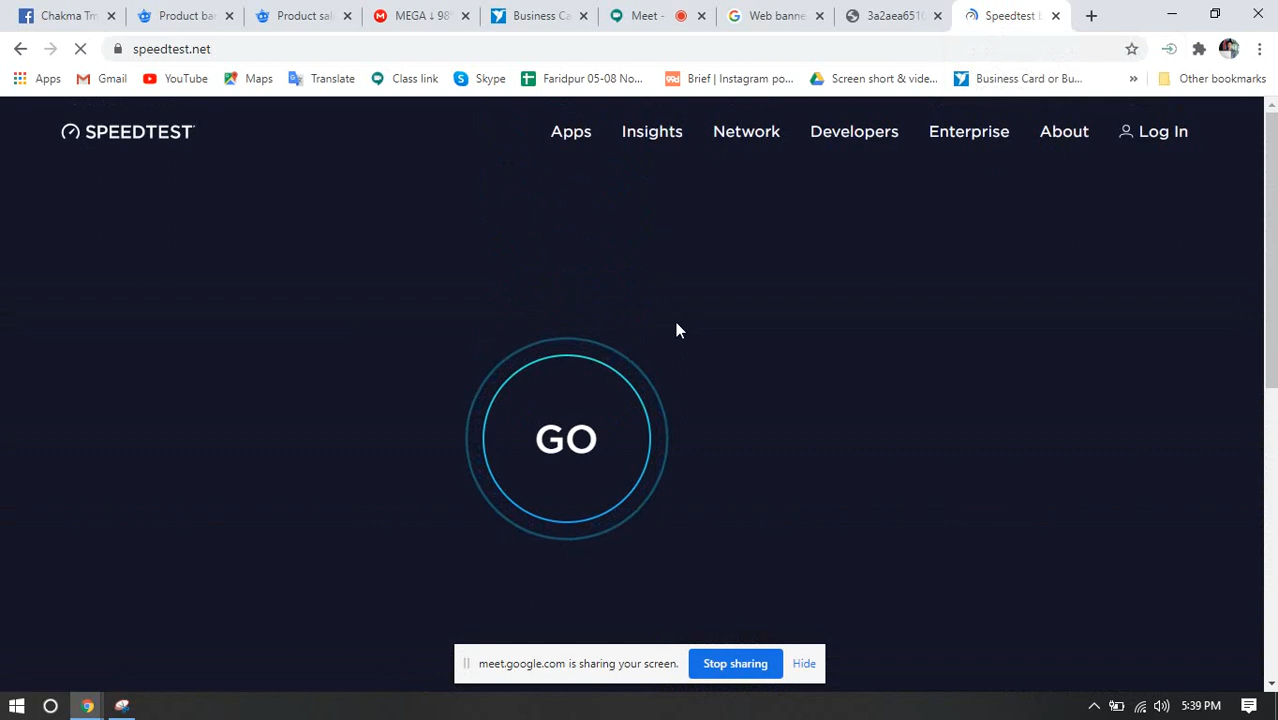 Chakma Tm
Product ba
Product sal
MEGA ↓ 98%
Business Ca
Meet -
Web banne
3a2aea651
Speedtest b
speedtest.net
Apps
Gmail
YouTube
Maps
Translate
Class link
Skype
Faridpur 05-08 No...
Brief | Instagram po...
Screen short & vide...
Business Card or Bu...
»
Other bookmarks
SPEEDTEST
Apps
Insights
Network
Developers
Enterprise
About
Log In
GO
meet.google.com is sharing your screen.
Stop sharing
Hide
5:39 PM